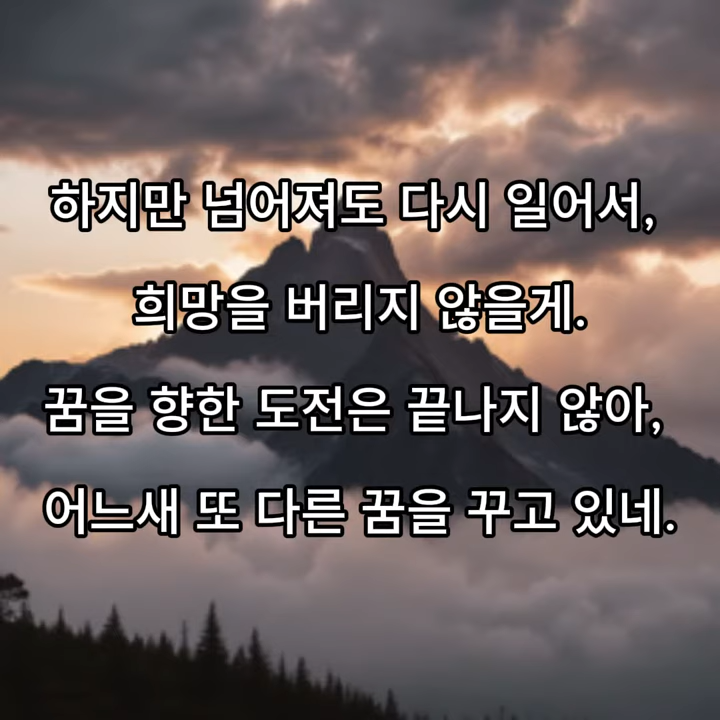 하지만 넘어져도 다시 일어서,
희망을 버리지 않을게.
꿈을 향한 도전은 끝나지 않아,
어느새 또 다른 꿈을 꾸고 있네.